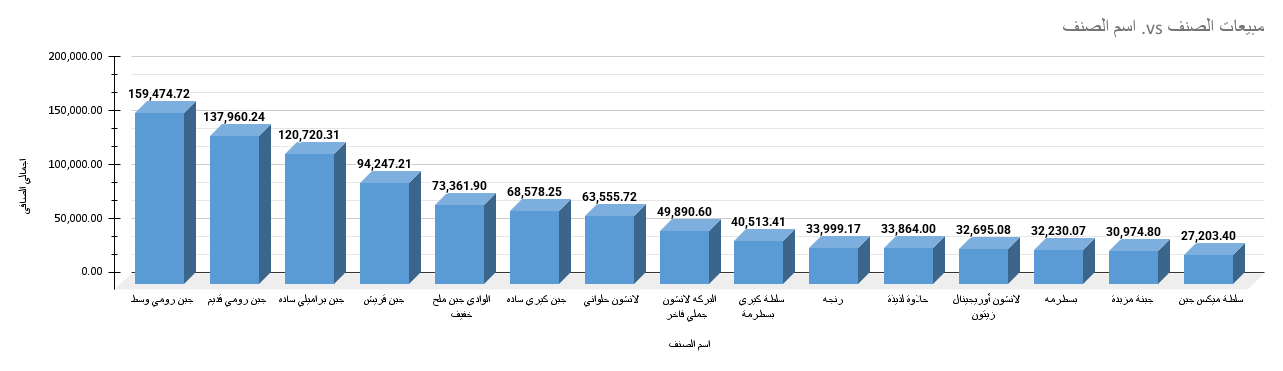 مبيعات الصنف vs. اسم الصنف
200,000.00
150,000.00
100,000.00
50,000.00
0.00
اجمالي الصافى
159,474.72
137,960.24
120,720.31
94,247.21
73,361.90
68,578.25
63,555.72
49,890.60
40,513.41
33,999.17
33,864.00
32,695.08
32,230.07
30,974.80
27,203.40
جبن رومي وسط
جبن رومي قديم
جبن براميلي ساده
جبن قريش
الوادي جبن ملح
خفيف
جبن كيري ساده
لانشون حلواني
البركه لانشون
جملي فاخر
سلطة كيري
بسطرمة
رنجه
حلاوة لذيذة
لانشون أوريجينال
زيتون
بسطرمه
جبنة مزبدة
سلطة ميكس جبن
اسم الصنف